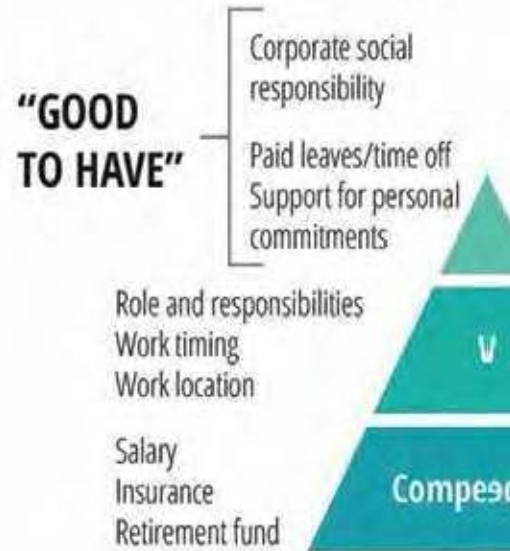 "GOOD
TO HAVE"
Corporate social
responsibility
Paid leaves/time off
Support for personal
commitments
Role and responsibilities
Work timing
Work location
Salary
Insurance
Retirement fund